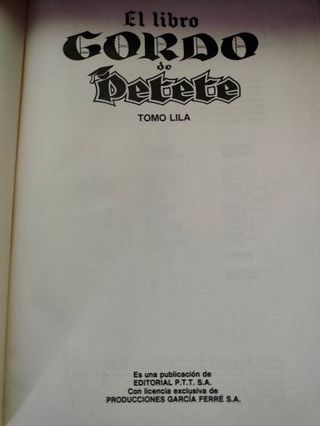 El libro
GORDO
de
Petete
TOMO LILA
Es una publicación de
EDITORIAL P.T.T. S.A.
Con licencia exclusiva de
PRODUCCIONES GARCÍA FERRÉ S.A.